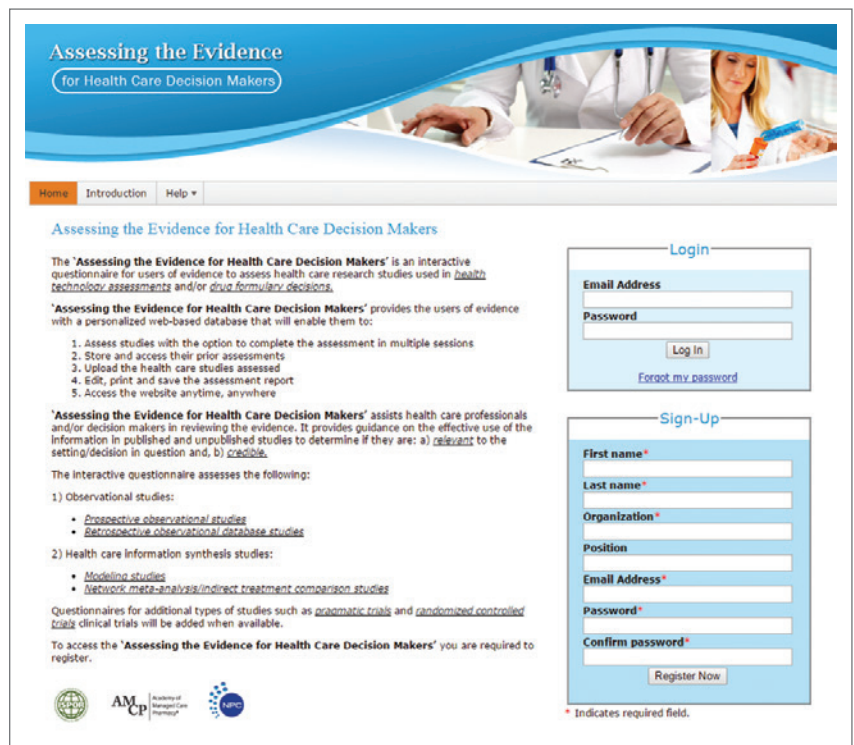 Assessing the Evidence
for Health Care Decision Makers
Home Introduction Help ▾
Assessing the Evidence for Health Care Decision Makers
The `Assessing the Evidence for Health Care Decision Makers' is an interactive
questionnaire for users of evidence to assess health care research studies used in health
technology assessments and/or drug formulary decisions.
`Assessing the Evidence for Health Care Decision Makers' provides the users of evidence
with a personalized web-based database that will enable them to:
1. Assess studies with the option to complete the assessment in multiple sessions
2. Store and access their prior assessments
3. Upload the health care studies assessed
4. Edit, print and save the assessment report
5. Access the website anytime, anywhere
`Assessing the Evidence for Health Care Decision Makers' assists health care professionals
and/or decision makers in reviewing the evidence. It provides guidance on the effective use of the
information in published and unpublished studies to determine if they are: a) relevant to the
setting/decision in question and, b) credible.
The interactive questionnaire assesses the following:
1) Observational studies:
• Prospective observational studies
• Retrospective observational database studies
2) Health care information synthesis studies:
• Modeling studies
• Network meta-analysis/indirect treatment comparison studies
Questionnaires for additional types of studies such as pragmatic trials and randomized controlled
trials clinical trials will be added when available.
To access the `Assessing the Evidence for Health Care Decision Makers' you are required to
register.
ISPOR
AMCP
Academy of
Managed Care
Pharmacy®
NPC
Login
Email Address
Password
Log In
Forgot my password
Sign-Up
First name*
Last name*
Organization*
Position
Email Address*
Password*
Confirm password*
Register Now
* Indicates required field.